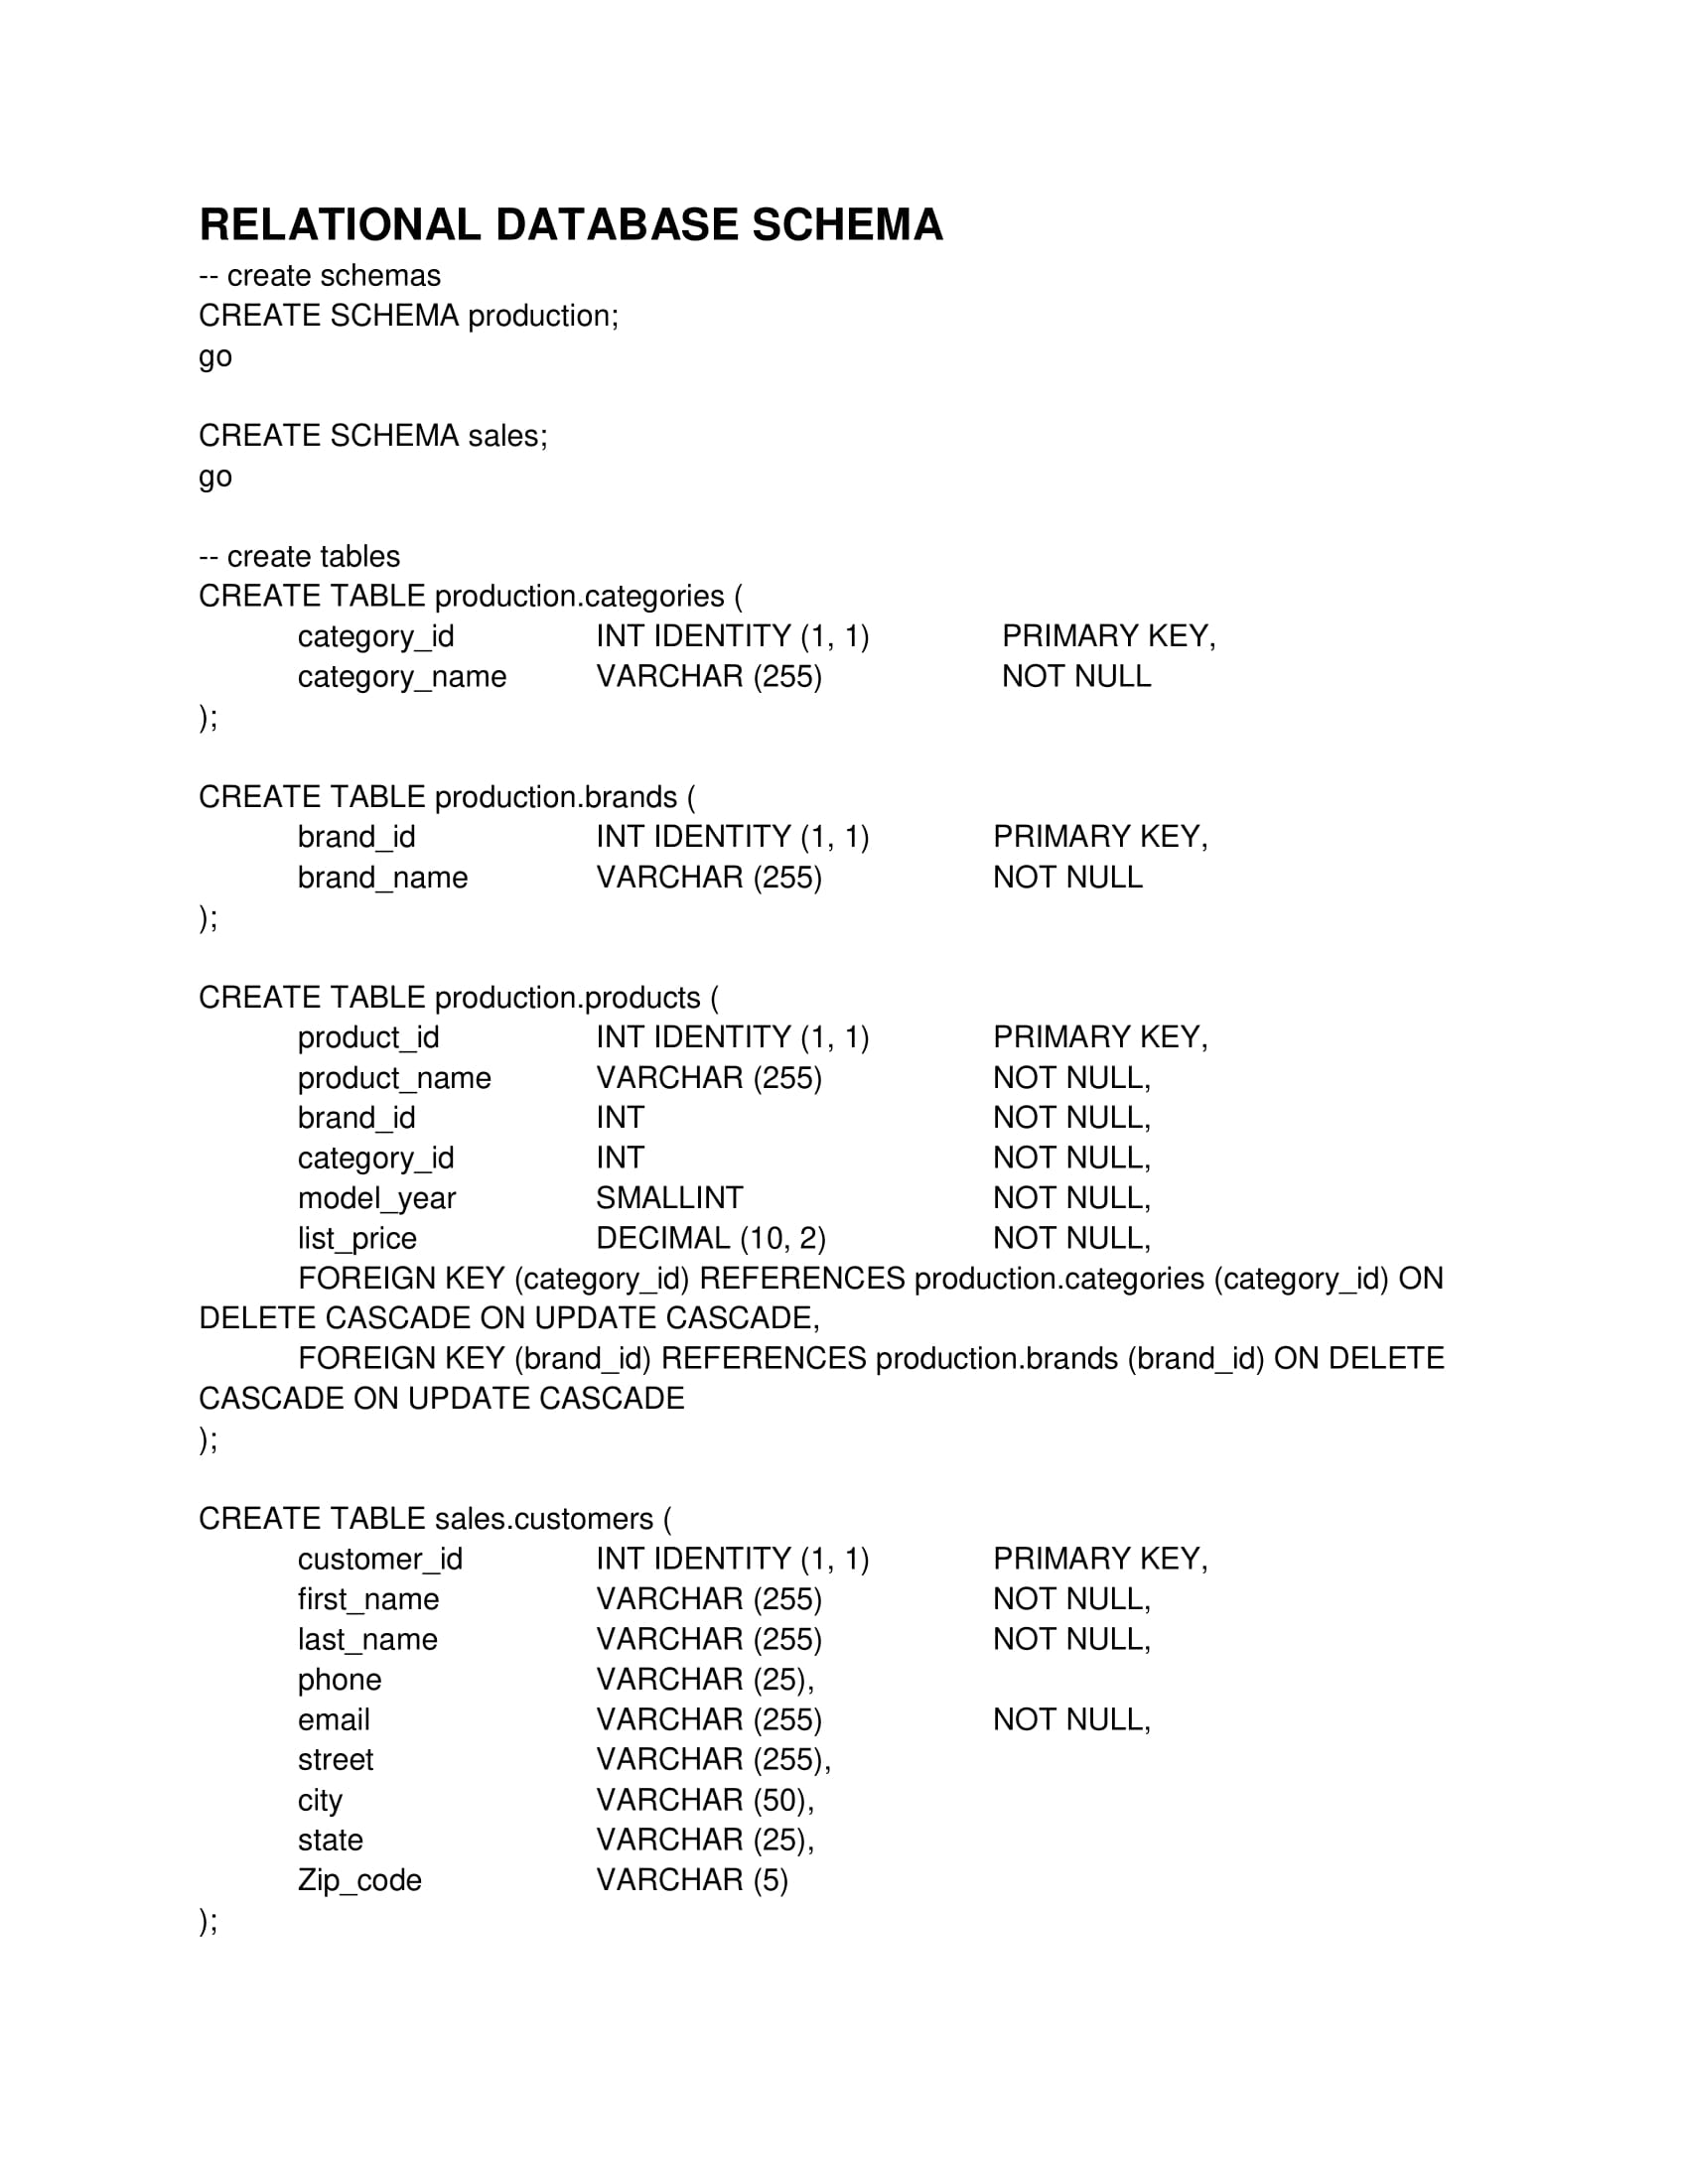 RELATIONAL DATABASE SCHEMA
-- create schemas
CREATE SCHEMA production;
go
CREATE SCHEMA sales;
go
-- create tables
CREATE TABLE production.categories (
category_id INT IDENTITY (1, 1) PRIMARY KEY,
category_name VARCHAR (255) NOT NULL
);
CREATE TABLE production.brands (
brand_id INT IDENTITY (1, 1) PRIMARY KEY,
brand_name VARCHAR (255) NOT NULL
);
CREATE TABLE production.products (
product_id INT IDENTITY (1, 1) PRIMARY KEY,
product_name VARCHAR (255) NOT NULL,
brand_id INT NOT NULL,
category_id INT NOT NULL,
model_year SMALLINT NOT NULL,
list_price DECIMAL (10, 2) NOT NULL,
FOREIGN KEY (category_id) REFERENCES production.categories (category_id) ON
DELETE CASCADE ON UPDATE CASCADE,
FOREIGN KEY (brand_id) REFERENCES production.brands (brand_id) ON DELETE
CASCADE ON UPDATE CASCADE
);
CREATE TABLE sales.customers (
customer_id INT IDENTITY (1, 1) PRIMARY KEY,
first_name VARCHAR (255) NOT NULL,
last_name VARCHAR (255) NOT NULL,
phone VARCHAR (25),
email VARCHAR (255) NOT NULL,
street VARCHAR (255),
city VARCHAR (50),
state VARCHAR (25),
Zip_code VARCHAR (5)
);